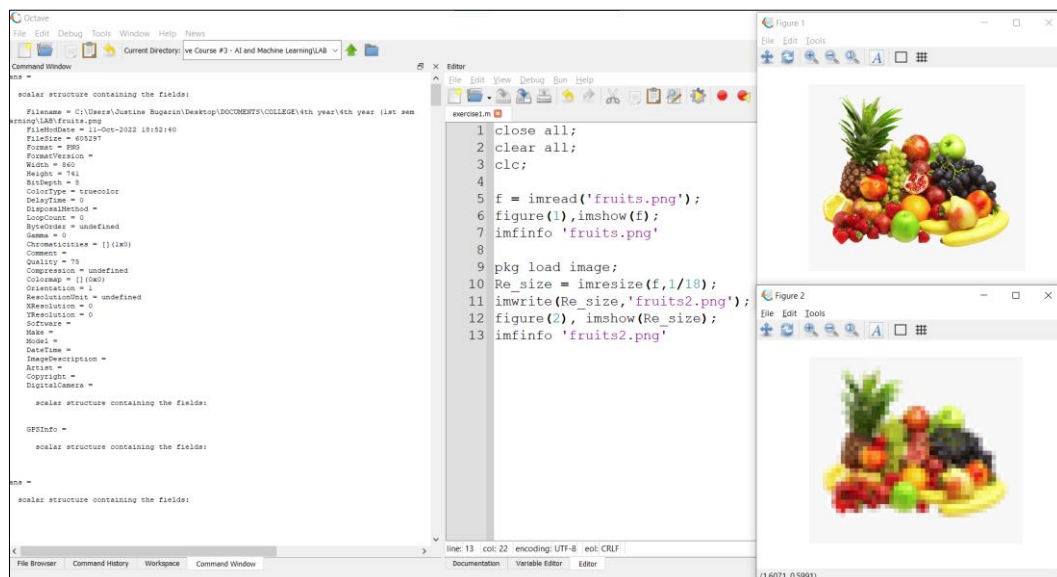 Octave
File Edit Debug Tools Window Help News
Current Directory: ve Course #3 - AI and Machine Learning\LAB
Command Window
ans =
scalar structure containing the fields:
Filename = C:\Users\Justine Bugarin\Desktop\DOCUMENTS\COLLEGE\4th year\4th year (1st sem
arning\LAB\fruits.png
FileModDate = 11-Oct-2022 18:52:40
FileSize = 605297
Format = PNG
FormatVersion =
Width = 860
Height = 741
BitDepth = 8
ColorType = truecolor
DelayTime = 0
DisposalMethod =
LoopCount = 0
ByteOrder = undefined
Gamma = 0
Chromaticities = [](1x0)
Comment =
Quality = 75
Compression = undefined
Colormap = [](0x0)
Orientation = 1
ResolutionUnit = undefined
XResolution = 0
YResolution = 0
Software =
Make =
Model =
DateTime =
ImageDescription =
Artist =
Copyright =
DigitalCamera =
scalar structure containing the fields:
GPSInfo =
scalar structure containing the fields:
ans =
scalar structure containing the fields:
File Browser Command History Workspace Command Window
Editor
File Edit View Debug Run Help
exercise1.m
1 close all;
2 clear all;
3 clc;
4
5 f = imread('fruits.png');
6 figure(1),imshow(f);
7 imfinfo 'fruits.png'
8
9 pkg load image;
10 Re_size = imresize(f,1/18);
11 imwrite(Re_size,'fruits2.png');
12 figure(2), imshow(Re_size);
13 imfinfo 'fruits2.png'
line: 13 col: 22 encoding: UTF-8 eol: CRLF
Documentation Variable Editor Editor
Figure 1
File Edit Tools
A
Figure 2
File Edit Tools
A
(1.6071, 0.5991)